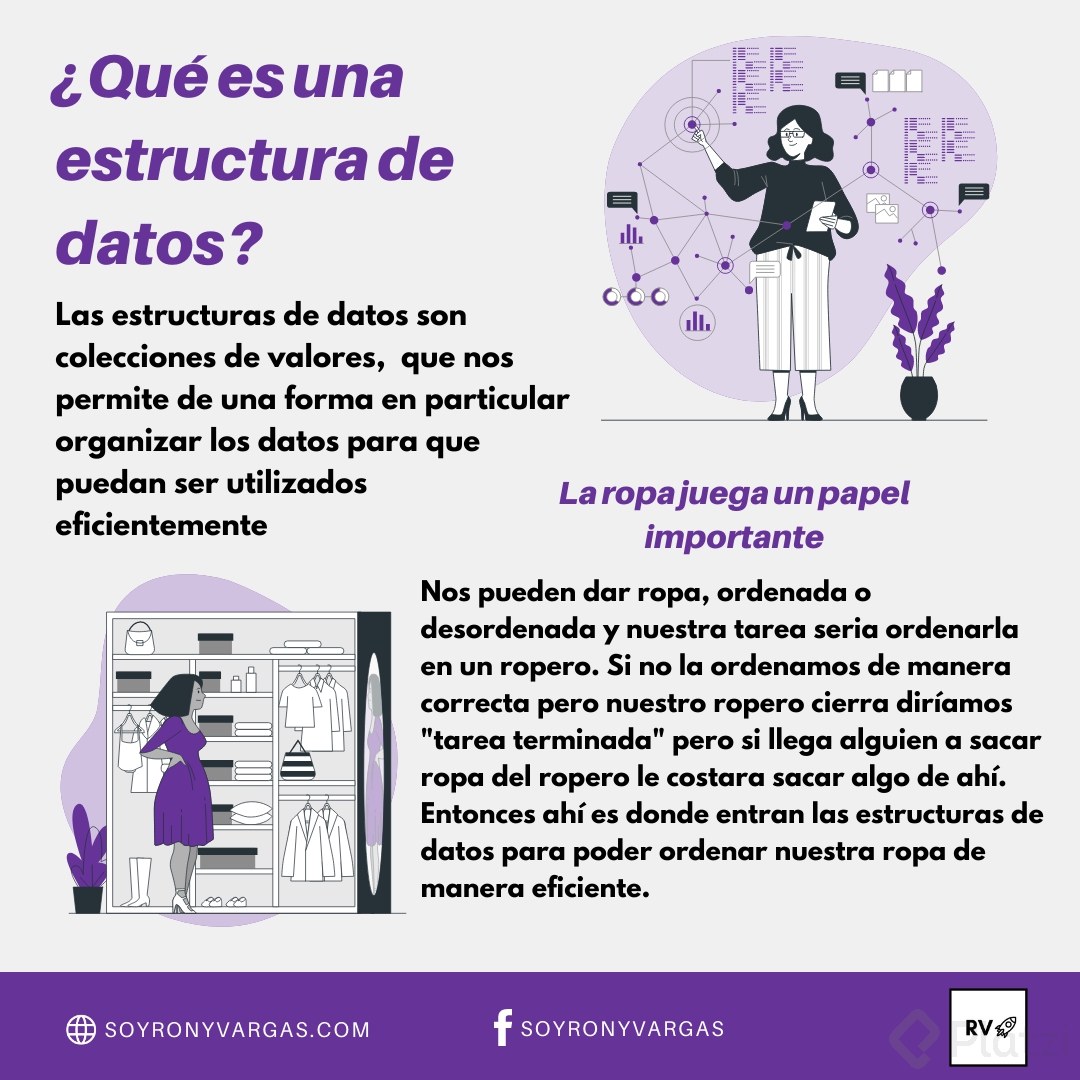 ¿Qué es una
estructura de
datos?
Las estructuras de datos son
colecciones de valores,  que nos
permite de una forma en particular
organizar los datos para que
puedan ser utilizados
eficientemente
La ropa juega un papel
importante
Nos pueden dar ropa, ordenada o
desordenada y nuestra tarea seria ordenarla
en un ropero. Si no la ordenamos de manera
correcta pero nuestro ropero cierra diríamos
"tarea terminada" pero si llega alguien a sacar
ropa del ropero le costara sacar algo de ahí.
Entonces ahí es donde entran las estructuras de
datos para poder ordenar nuestra ropa de
manera eficiente.
SOYRONYVARGAS.COM
SOYRONYVARGAS
RV